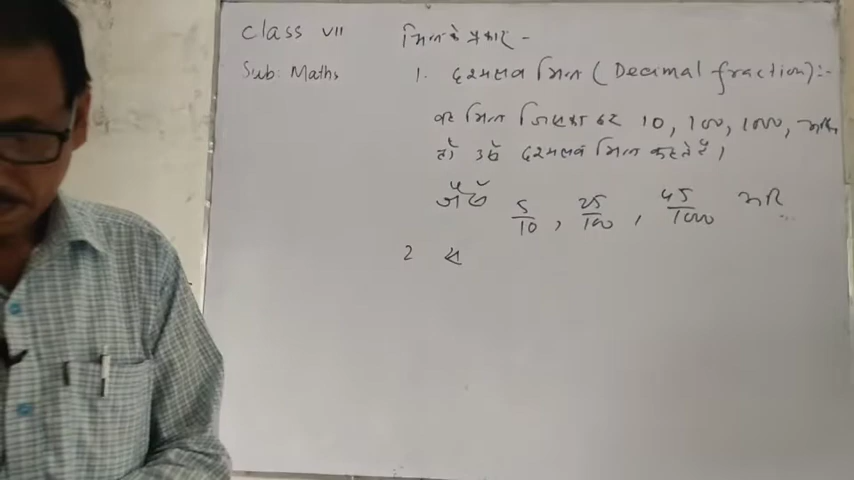 Class VII
Sub: Maths
भिन्न के प्रकार -
1. दशमलव भिन्न (Decimal fraction):-
वह भिन्न जिसका हर 10, 100, 1000, आदि
हो उसे दशमलव भिन्न कहते हैं,
जैसे 5/10, 25/100, 45/1000 आदि
2 स